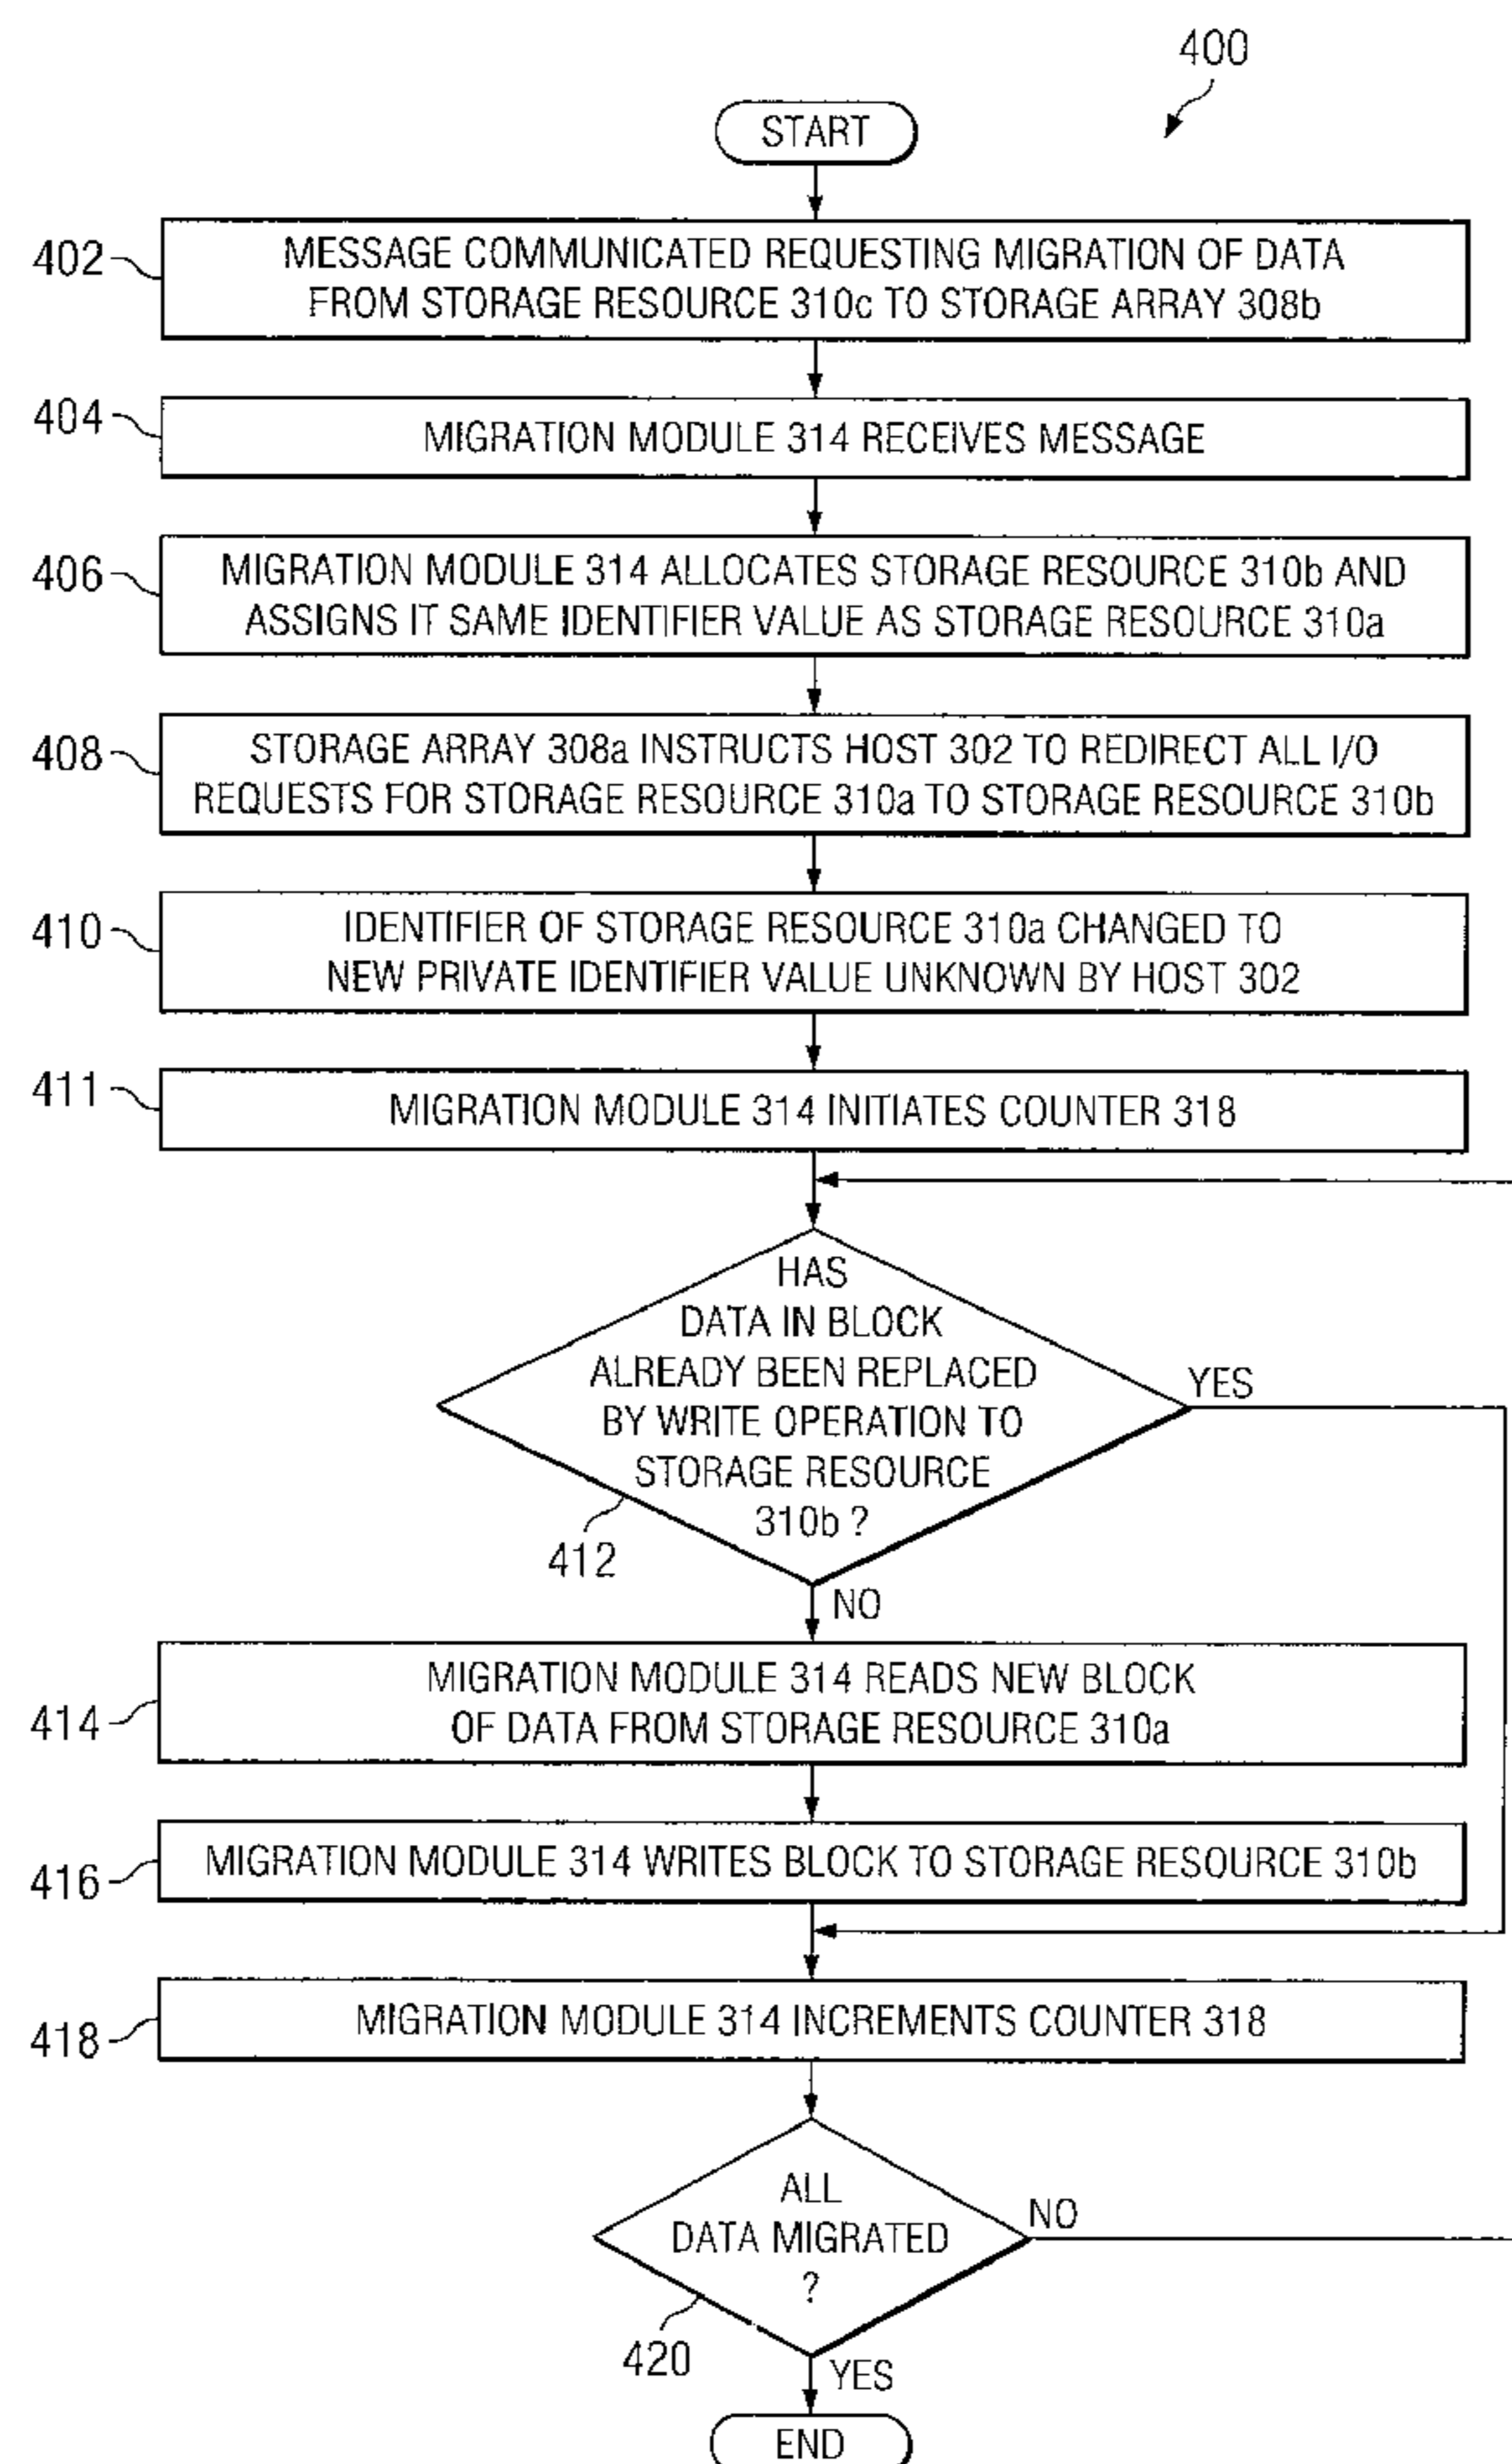 400
START
402
MESSAGE COMMUNICATED REQUESTING MIGRATION OF DATA
FROM STORAGE RESOURCE 310c TO STORAGE ARRAY 308b
404
MIGRATION MODULE 314 RECEIVES MESSAGE
406
MIGRATION MODULE 314 ALLOCATES STORAGE RESOURCE 310b AND
ASSIGNS IT SAME IDENTIFIER VALUE AS STORAGE RESOURCE 310a
408
STORAGE ARRAY 308a INSTRUCTS HOST 302 TO REDIRECT ALL I/O
REQUESTS FOR STORAGE RESOURCE 310a TO STORAGE RESOURCE 310b
410
IDENTIFIER OF STORAGE RESOURCE 310a CHANGED TO
NEW PRIVATE IDENTIFIER VALUE UNKNOWN BY HOST 302
411
MIGRATION MODULE 314 INITIATES COUNTER 318
HAS
DATA IN BLOCK
ALREADY BEEN REPLACED
BY WRITE OPERATION TO
STORAGE RESOURCE
310b ?
YES
412
NO
414
MIGRATION MODULE 314 READS NEW BLOCK
OF DATA FROM STORAGE RESOURCE 310a
416
MIGRATION MODULE 314 WRITES BLOCK TO STORAGE RESOURCE 310b
418
MIGRATION MODULE 314 INCREMENTS COUNTER 318
ALL
DATA MIGRATED
?
NO
420
YES
END